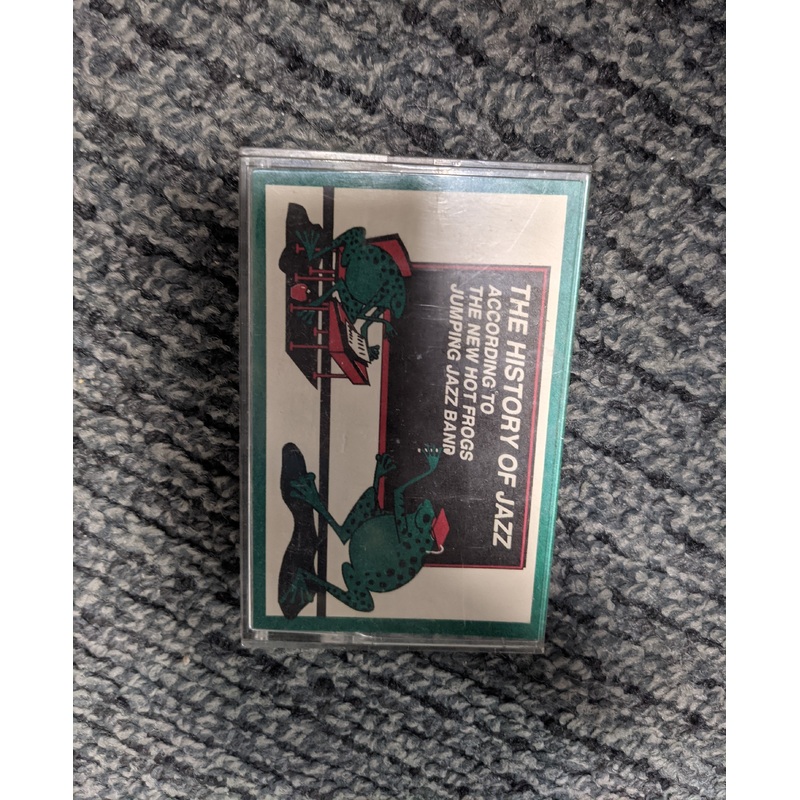 THE HISTORY OF JAZZ
ACCORDING TO
THE NEW HOT FROGS
JUMPING JAZZ BAND